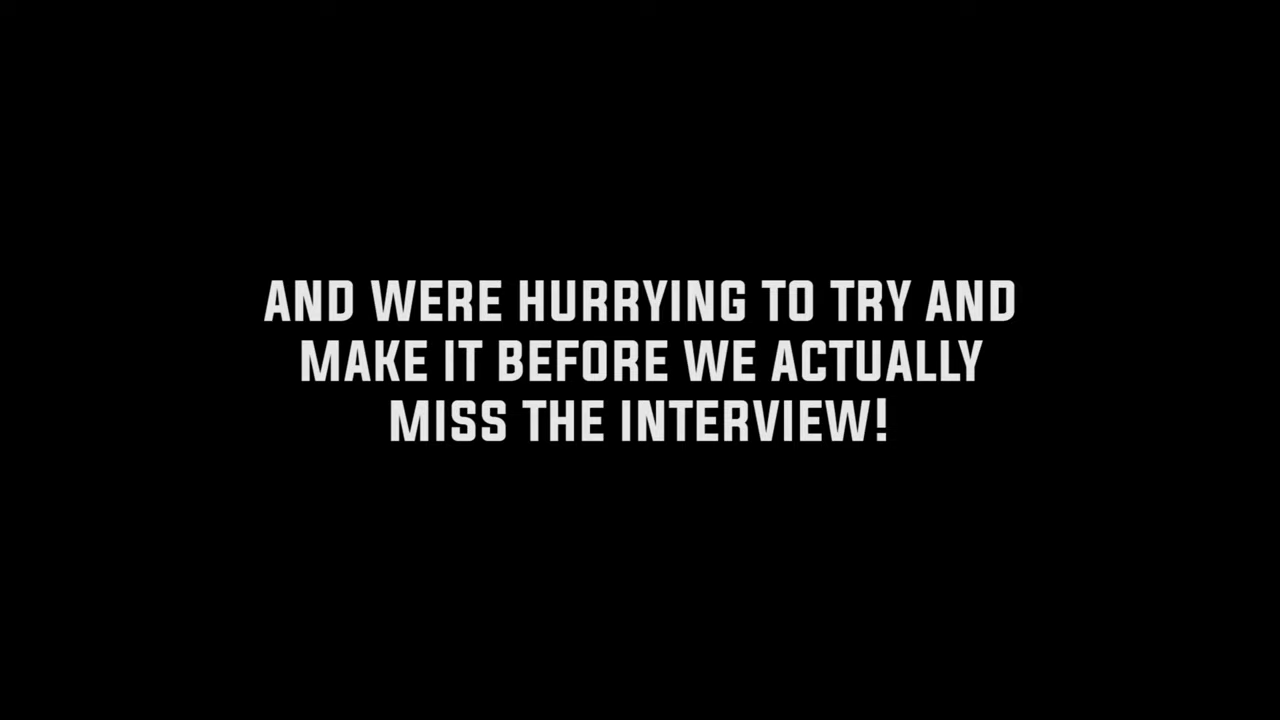 AND WERE HURRYING TO TRY AND
MAKE IT BEFORE WE ACTUALLY
MISS THE INTERVIEW!